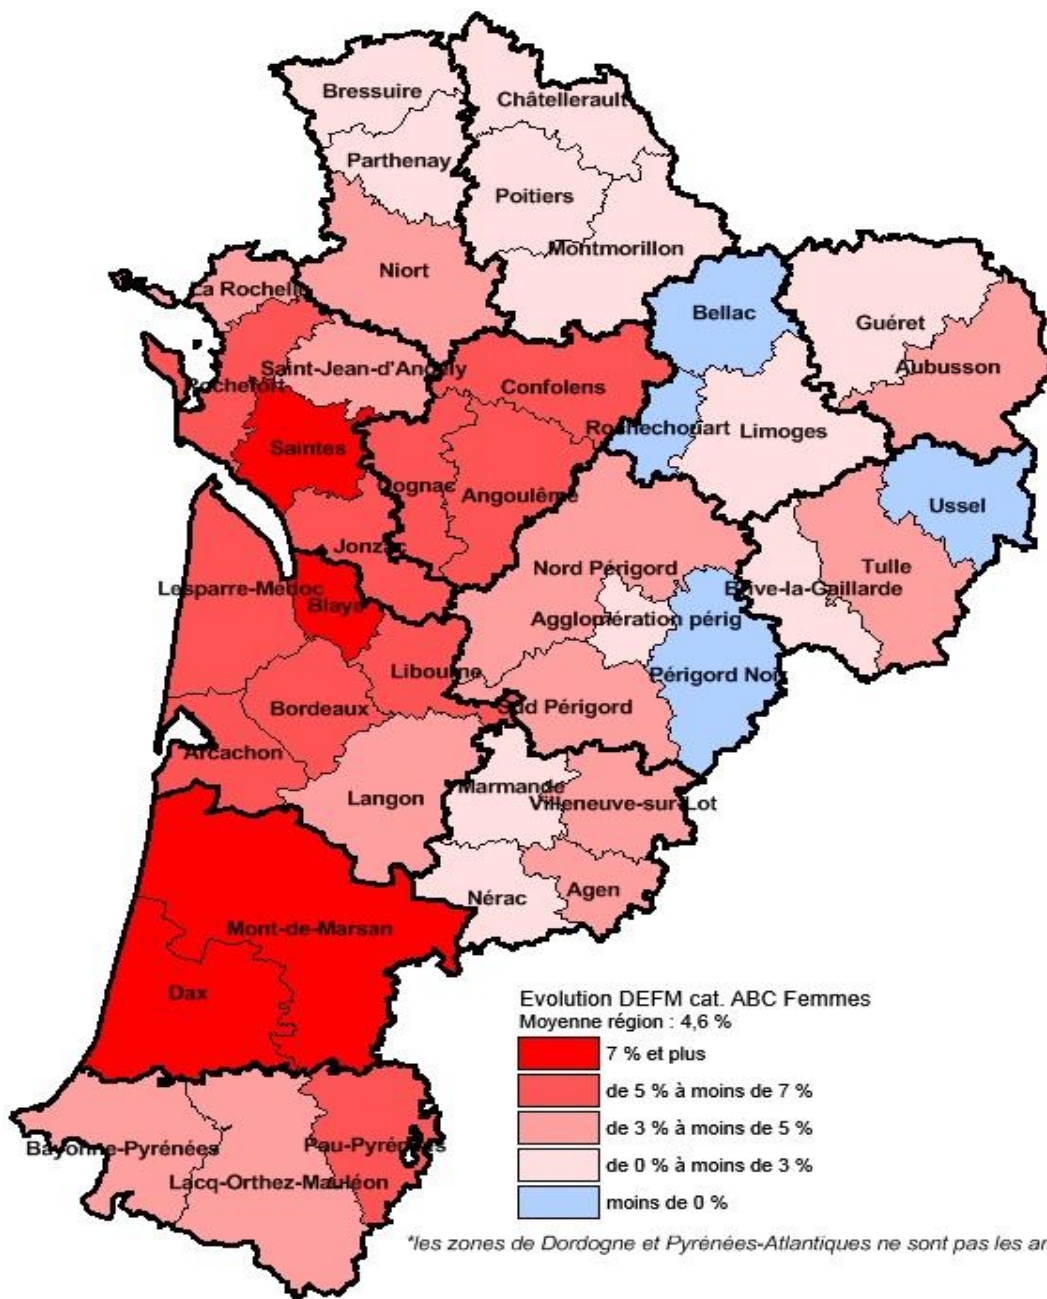 Bressuire
Châtellerault
Parthenay
Poitiers
Montmorillon
Niort
La Rochelle
Bellac
Guéret
Aubusson
Saint-Jean-d'Angély
Rochefort
Confolens
Rochechouart
Limoges
Saintes
Cognac
Angoulême
Ussel
Jonzac
Nord Périgord
Tulle
Lesparre-Médoc
Blaye
Brive-la-Gaillarde
Agglomération périg
Libourne
Périgord Noir
Bordeaux
Sud Périgord
Arcachon
Langon
Marmande
Villeneuve-sur-Lot
Nérac
Agen
Mont-de-Marsan
Dax
Bayonne-Pyrénées
Pau-Pyrénées
Lacq-Orthez-Mauléon
Evolution DEFM cat. ABC Femmes
Moyenne région : 4,6 %
7 % et plus
de 5 % à moins de 7 %
de 3 % à moins de 5 %
de 0 % à moins de 3 %
moins de 0 %
*les zones de Dordogne et Pyrénées-Atlantiques ne sont pas les ar